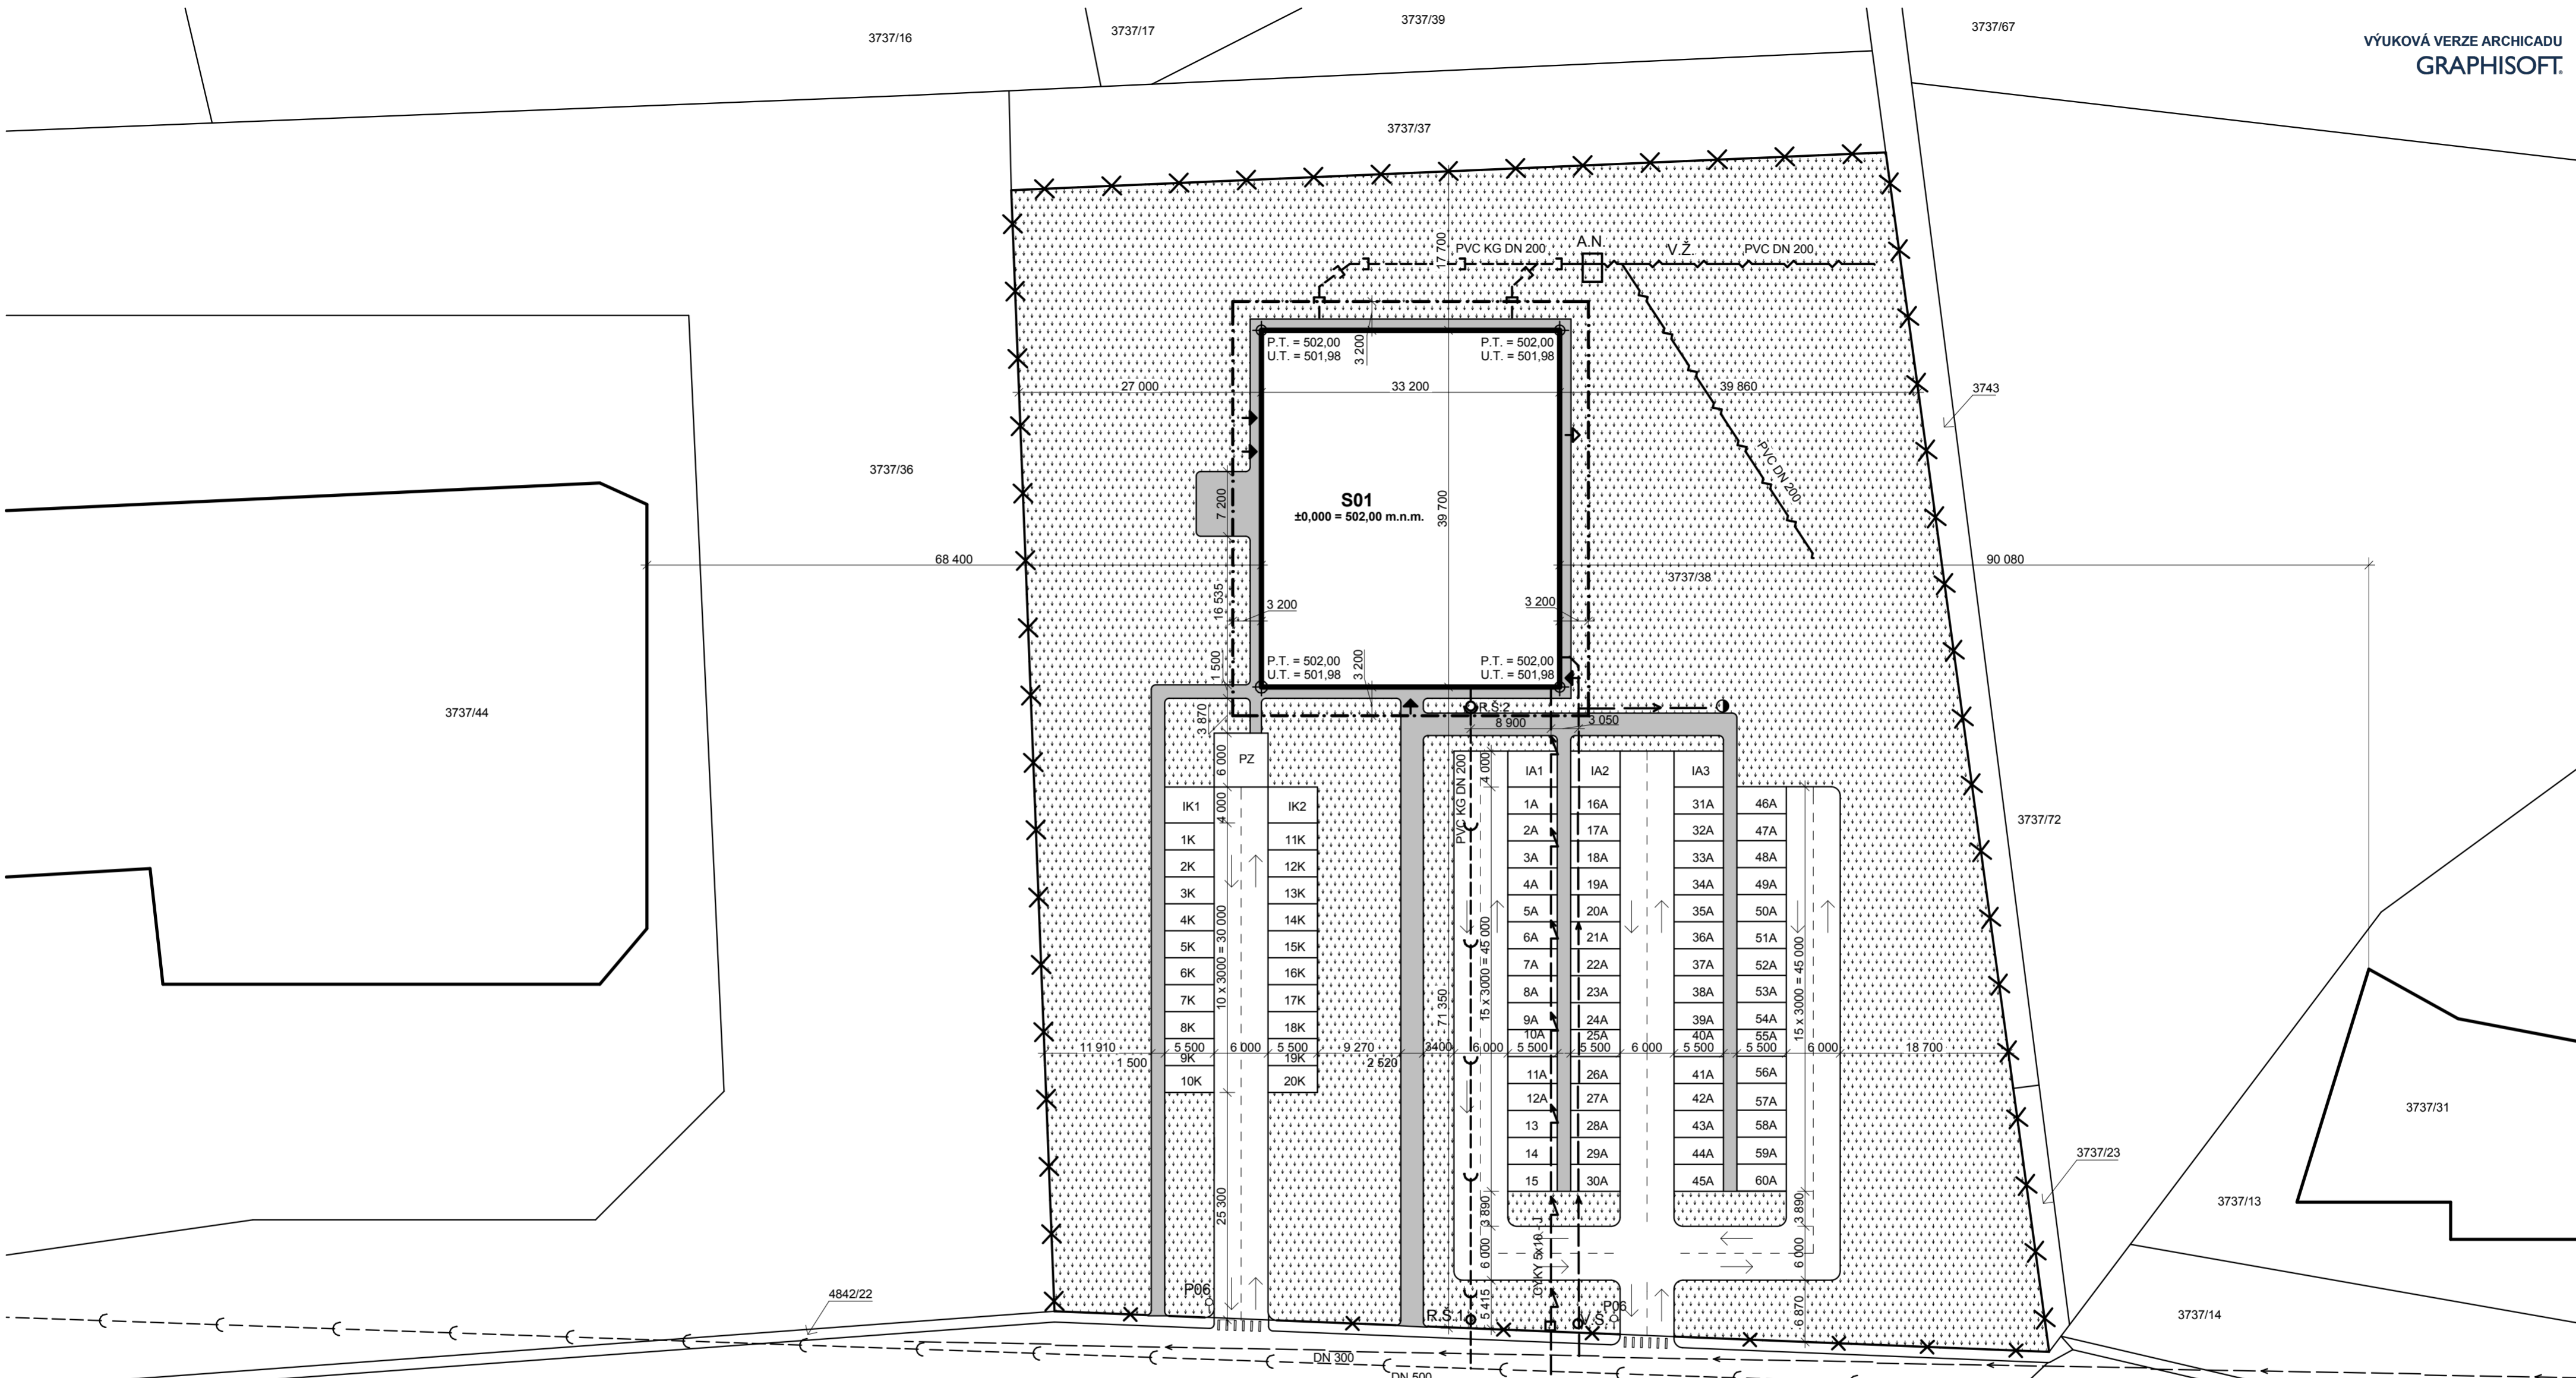 3737/16
3737/17
3737/39
3737/67
VÝUKOVÁ VERZE ARCHICADU
GRAPHISOFT.
3737/37
17 700
PVC KG DN 200
A.N.
V.Ž.
PVC DN 200
P.T. = 502,00
U.T. = 501,98
3 200
P.T. = 502,00
U.T. = 501,98
27 000
33 200
39 860
3743
3737/36
PVC DN 200
7 200
S01
±0,000 = 502,00 m.n.m.
39 700
68 400
90 080
3737/38
16 535
3 200
3 200
1 500
P.T. = 502,00
U.T. = 501,98
3 200
P.T. = 502,00
U.T. = 501,98
3737/44
3 870
R.Š.2
8 900
3 050
6 000
PZ
PVC KG DN 200
4 000
IA1
IA2
IA3
IK1
4 000
IK2
1A
16A
31A
46A
1K
11K
2A
17A
32A
47A
3737/72
2K
12K
3A
18A
33A
48A
3K
13K
4A
19A
34A
49A
4K
14K
5A
20A
35A
50A
5K
15K
6A
21A
36A
51A
6K
16K
7A
22A
37A
52A
7K
17K
8A
23A
38A
53A
8K
18K
9A
24A
39A
54A
10 x 3000 = 30 000
71 350
15 x 3000 = 45 000
15 x 3000 = 45 000
10A
25A
40A
55A
11 910
5 500
6 000
5 500
9 270
3400
6 000
5 500
5 500
6 000
5 500
5 500
6 000
18 700
1 500
9K
19K
2 520
10K
20K
11A
26A
41A
56A
12A
27A
42A
57A
3737/31
13
28A
43A
58A
14
29A
44A
59A
3737/23
15
30A
45A
60A
25 300
3 890
3 890
3737/13
6 000
CYKY 5x16 - J
6 000
P06
4842/22
R.Š.1
5 415
V.Š.
P06
6 870
3737/14
DN 300
DN 500